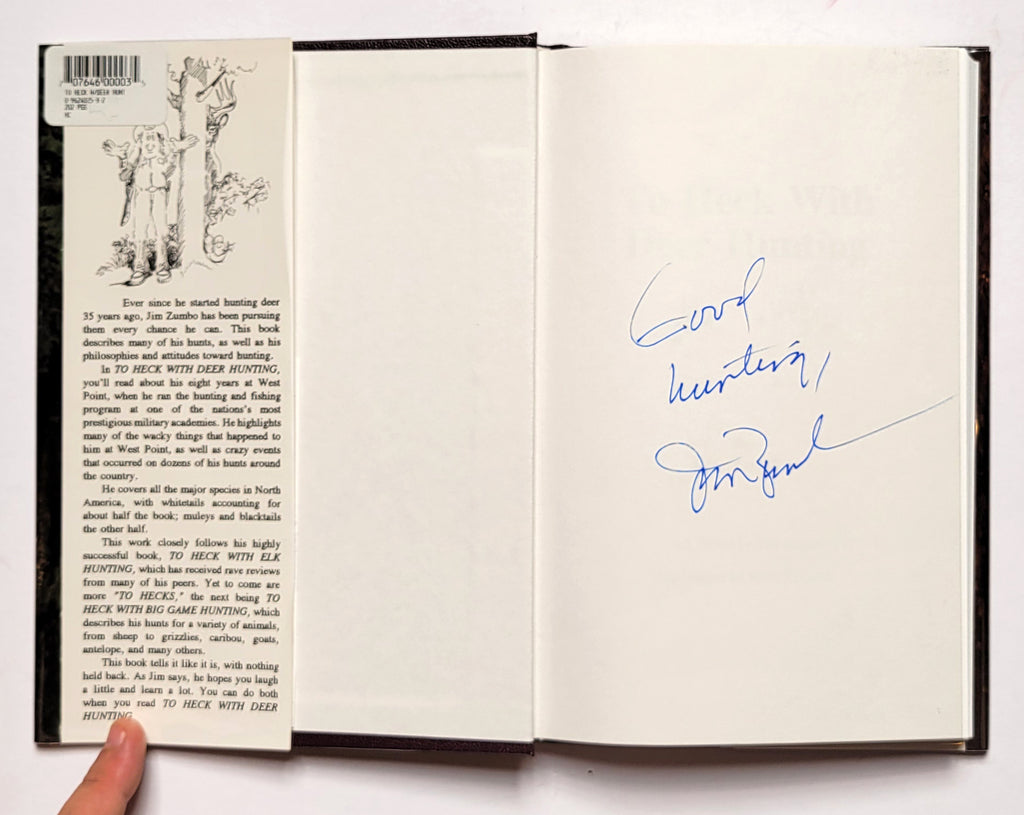 07646 00003
TO HECK W/DEER HUNT
Ever since he started hunting deer
35 years ago, Jim Zumbo has been pursuing
them every chance he can. This book
describes many of his hunts, as well as his
philosophies and attitudes toward hunting.
In TO HECK WITH DEER HUNTING,
you'll read about his eight years at West
Point, when he ran the hunting and fishing
program at one of the nations's most
prestigious military academies. He highlights
many of the wacky things that happened to
him at West Point, as well as crazy events
that occurred on dozens of his hunts around
the country.
He covers all the major species in North
America, with whitetails accounting for
about half the book; muleys and blacktails
the other half.
This work closely follows his highly
successful book, TO HECK WITH ELK
HUNTING, which has received rave reviews
from many of his peers. Yet to come are
more "TO HECKS," the next being TO
HECK WITH BIG GAME HUNTING, which
describes his hunts for a variety of animals,
from sheep to grizzlies, caribou, goats,
antelope, and many others.
This book tells it like it is, with nothing
held back. As Jim says, he hopes you laugh
a little and learn a lot. You can do both
when you read TO HECK WITH DEER
HUNTING
To Heck With
Deer Hunting
Good
hunting,
Jim Zumbo